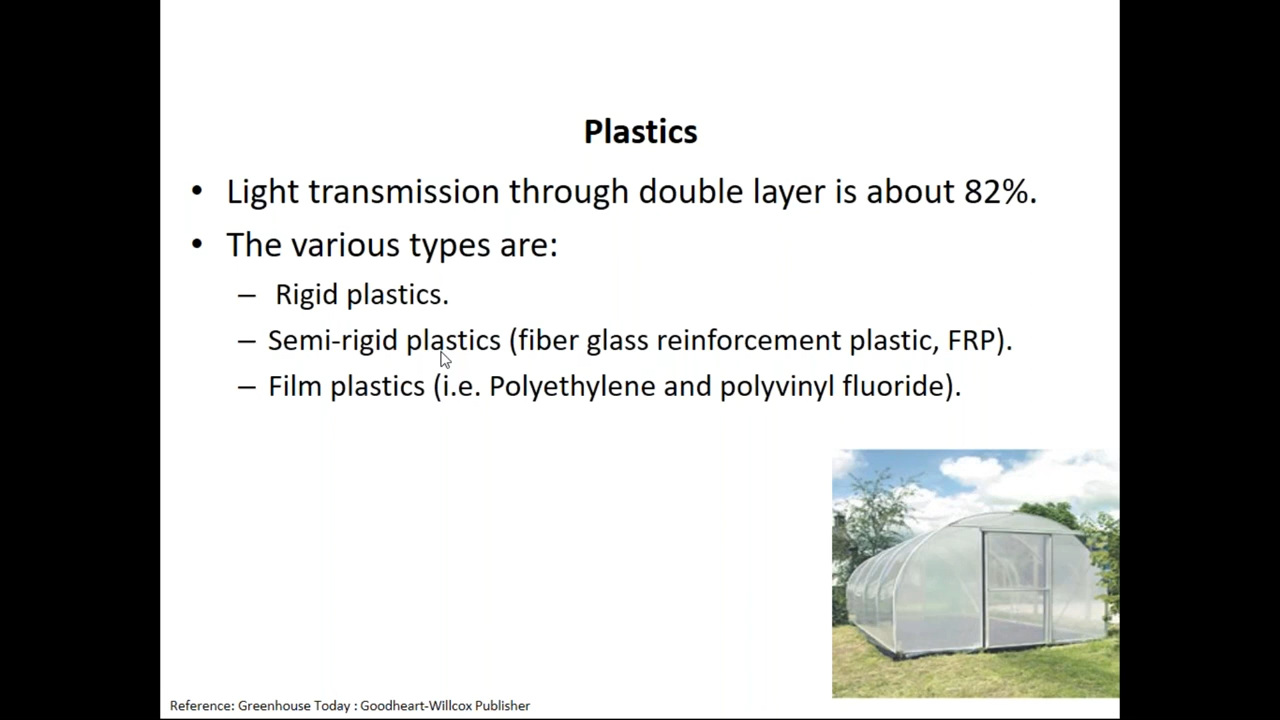 Plastics
• Light transmission through double layer is about 82%.
• The various types are:
– Rigid plastics.
– Semi-rigid plastics (fiber glass reinforcement plastic, FRP).
– Film plastics (i.e. Polyethylene and polyvinyl fluoride).
Reference: Greenhouse Today : Goodheart-Willcox Publisher